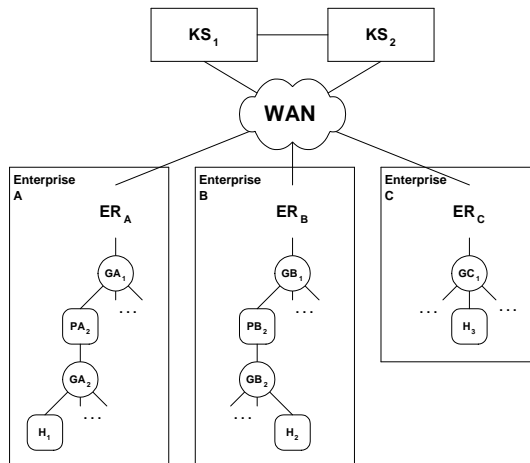 KS1 KS2
WAN
Enterprise A
Enterprise B
Enterprise C
ERA ERB ERC
GA1 GB1 GC1
... ... ... ...
PA2 PB2 H3
GA2 GB2
... ...
H1 H2